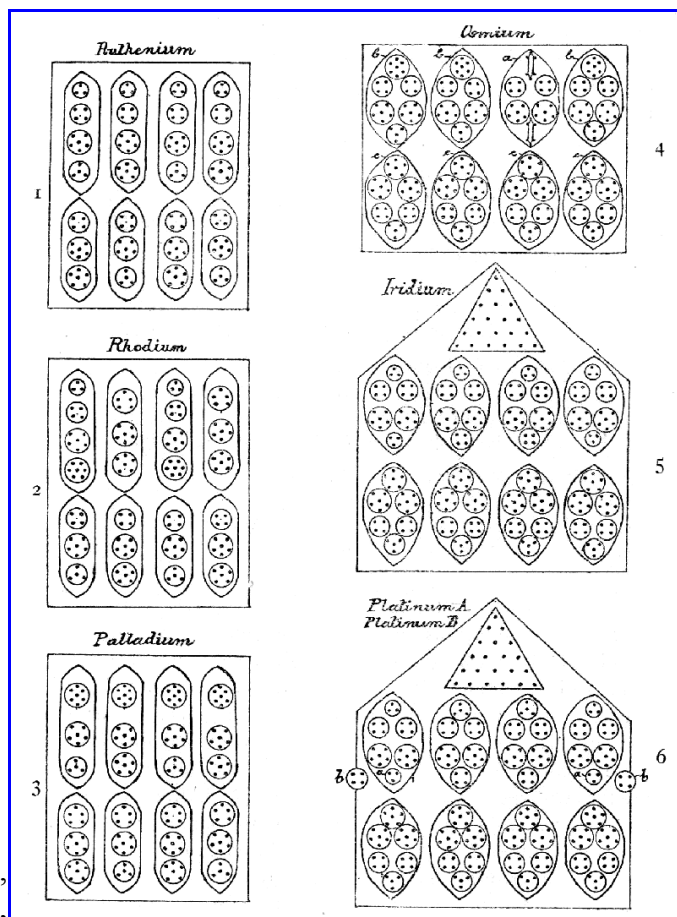 Ruthenium
1
Rhodium
2
Palladium
3
Osmium
b b a b
4
c c c c
Iridium
5
Platinum A
Platinum B
6
b a a b